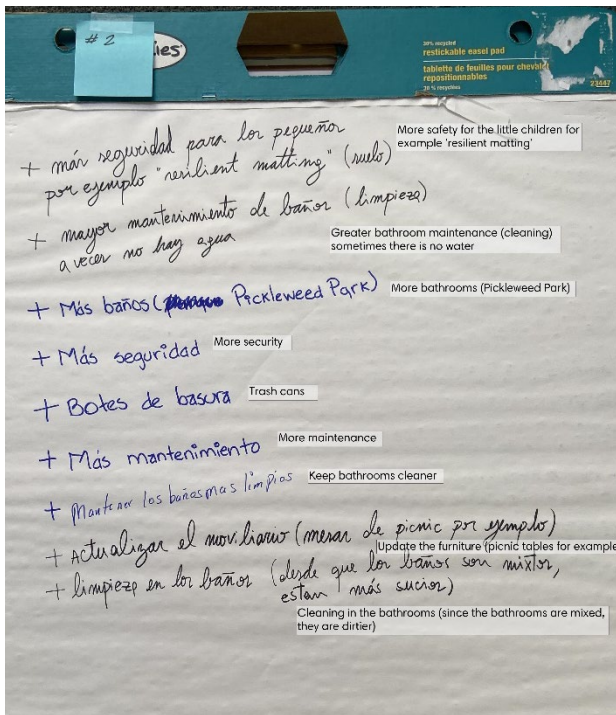 #2
ies
30% recycled
restickable easel pad
tablette de feuilles pour chevalet
repositionnables
30 % recyclées
23447
+ más seguridad para los pequeños
por ejemplo "resilient matting" (suelo)
More safety for the little children for
example 'resilient matting'
+ mayor mantenimiento de baños (limpieza)
a veces no hay agua
Greater bathroom maintenance (cleaning)
sometimes there is no water
+ Más baños ( Pickleweed Park)
More bathrooms (Pickleweed Park)
+ Más seguridad
More security
+ Botes de basura
Trash cans
+ Más mantenimiento
More maintenance
+ Mantener los baños mas limpios
Keep bathrooms cleaner
+ Actualizar el moviliario (mesas de picnic por ejemplo)
Update the furniture (picnic tables for example
+ limpieza en los baños (desde que los baños son mixtos,
estan más sucios)
Cleaning in the bathrooms (since the bathrooms are mixed,
they are dirtier)